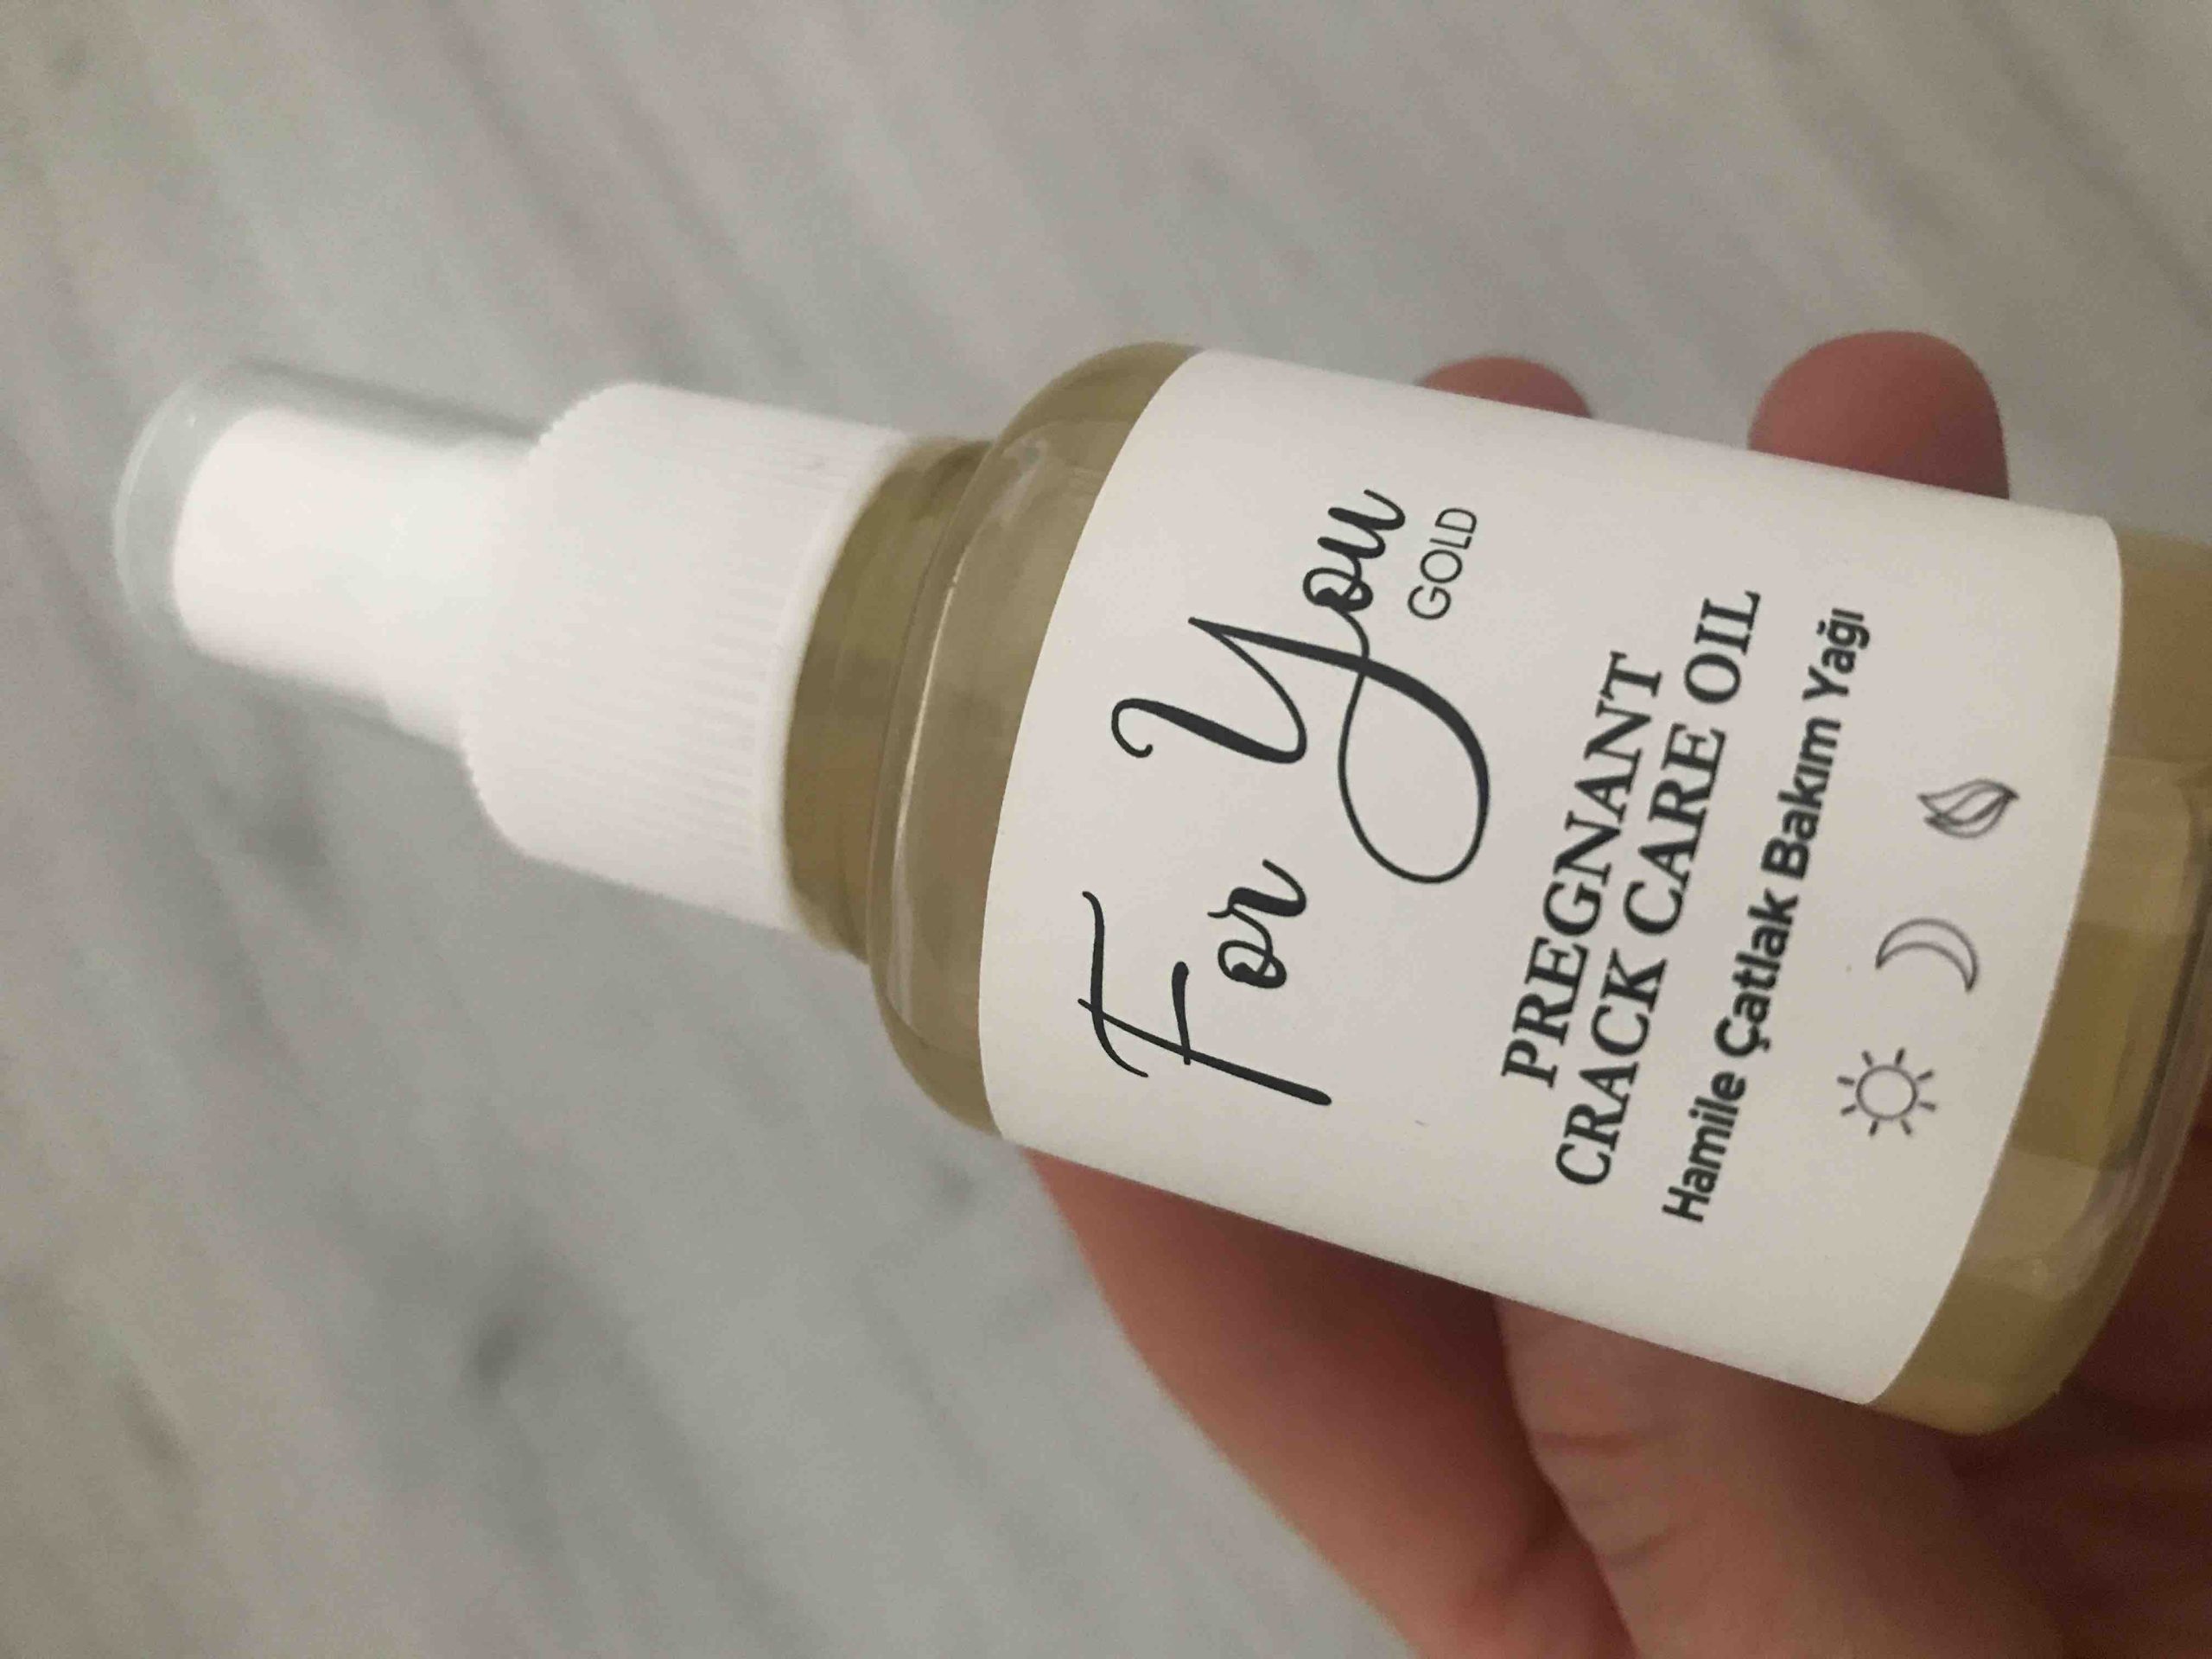 For You
GOLD
PREGNANT
CRACK CARE OIL
Hamile Çatlak Bakım Yağı